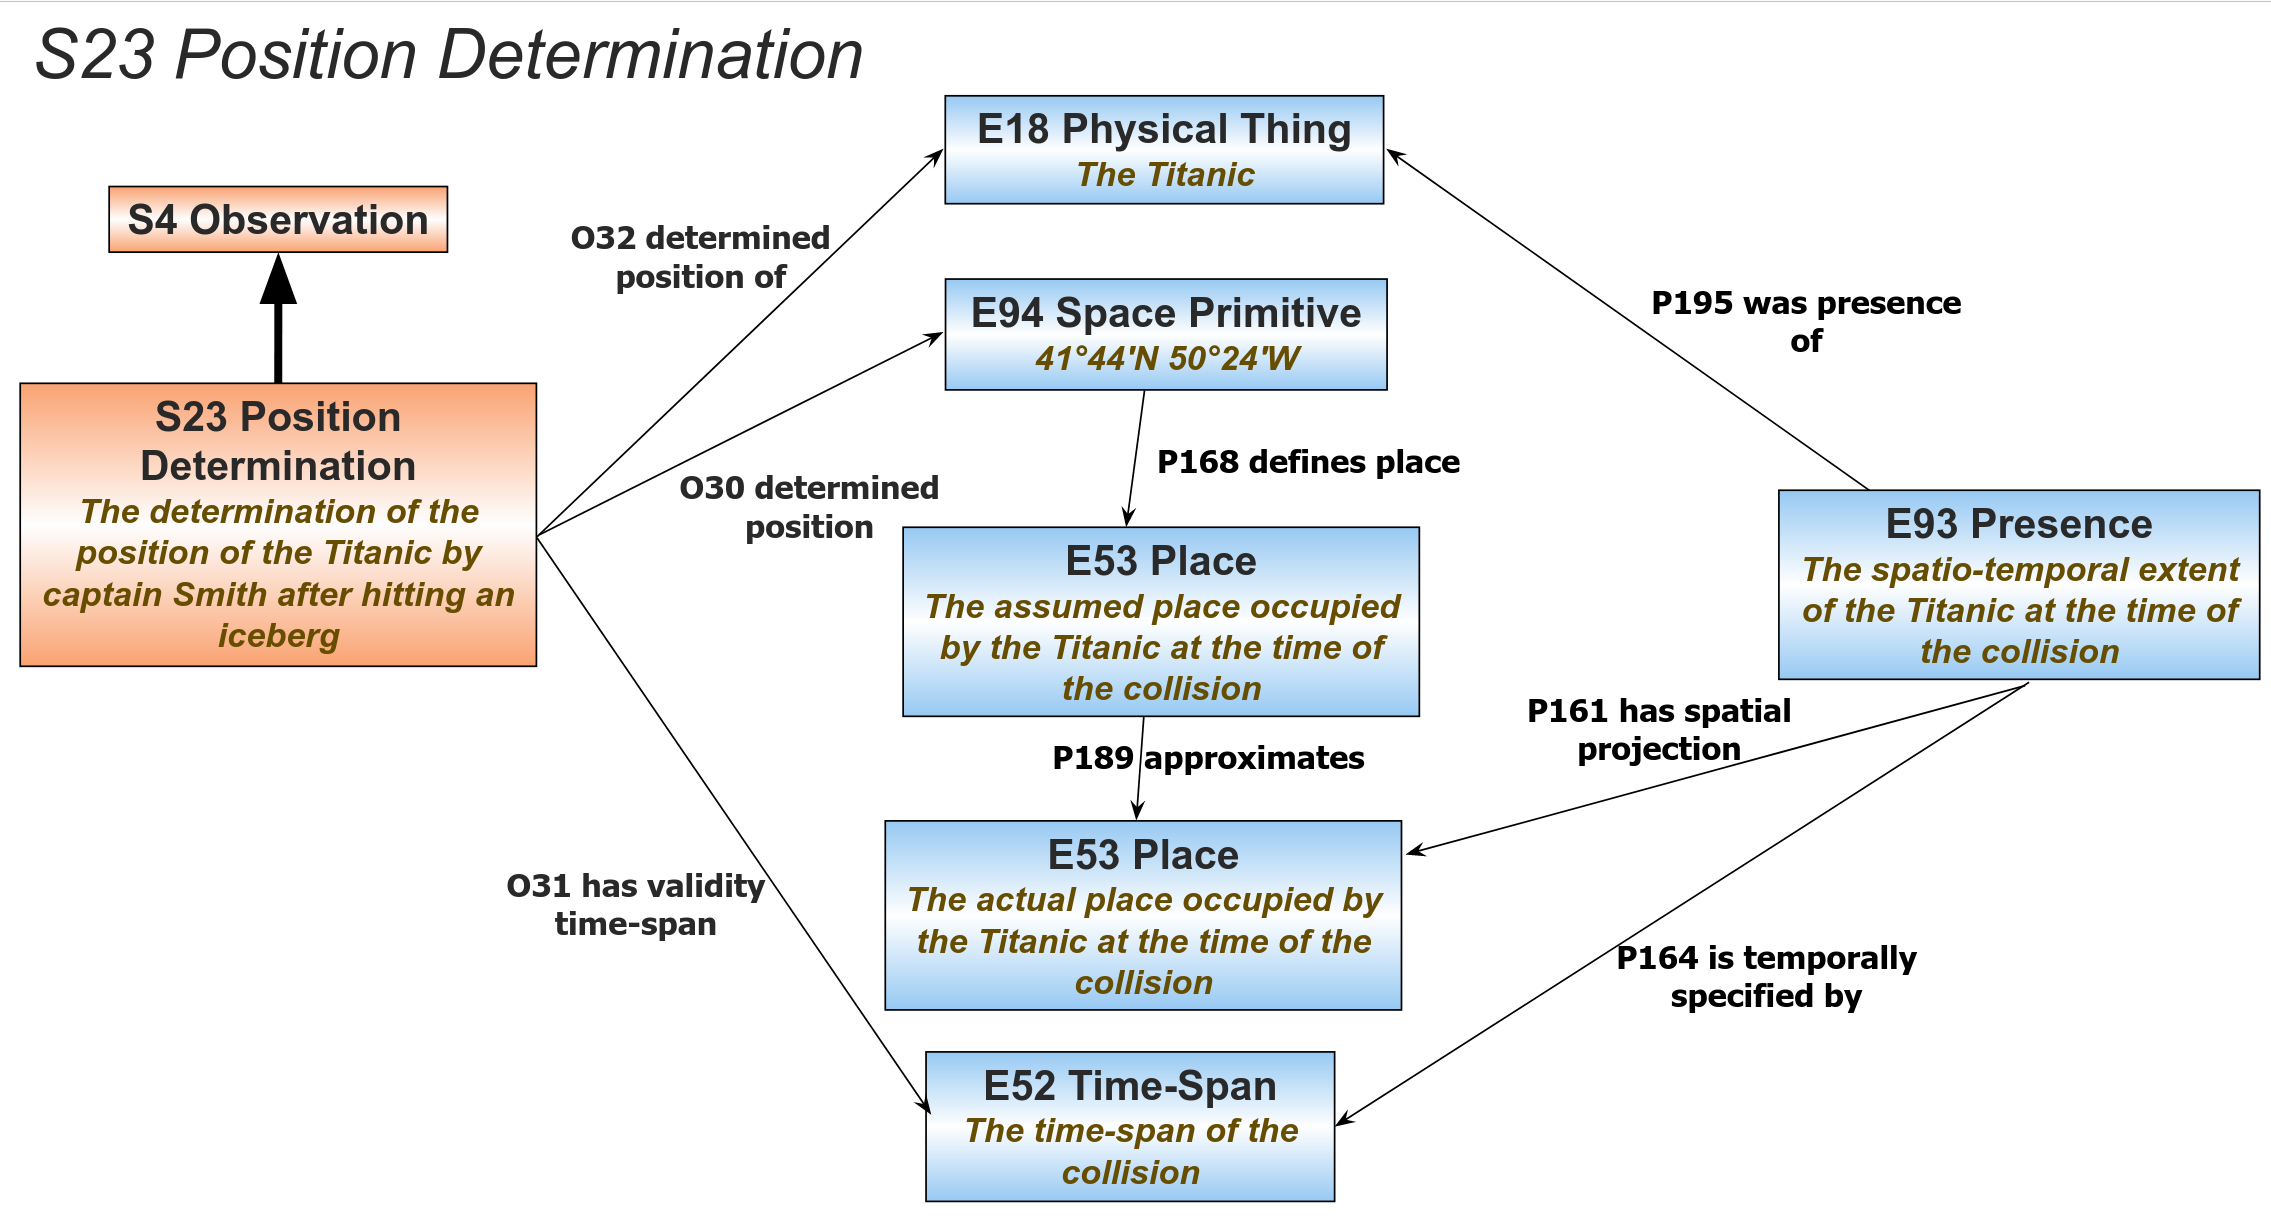 S23 Position Determination
E18 Physical Thing
The Titanic
S4 Observation
O32 determined
position of
E94 Space Primitive
41°44'N 50°24'W
P195 was presence
of
S23 Position
Determination
The determination of the
position of the Titanic by
captain Smith after hitting an
iceberg
O30 determined
position
P168 defines place
E53 Place
The assumed place occupied
by the Titanic at the time of
the collision
E93 Presence
The spatio-temporal extent
of the Titanic at the time of
the collision
P161 has spatial
projection
P189 approximates
E53 Place
The actual place occupied by
the Titanic at the time of the
collision
O31 has validity
time-span
P164 is temporally
specified by
E52 Time-Span
The time-span of the
collision